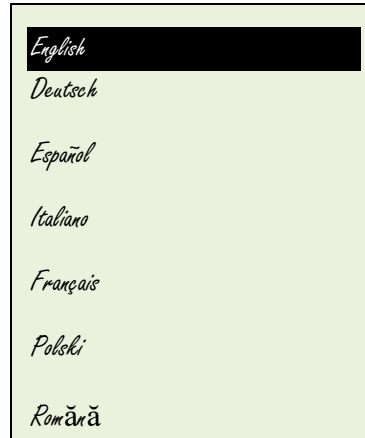 English
Deutsch
Español
Italiano
Français
Polski
Română